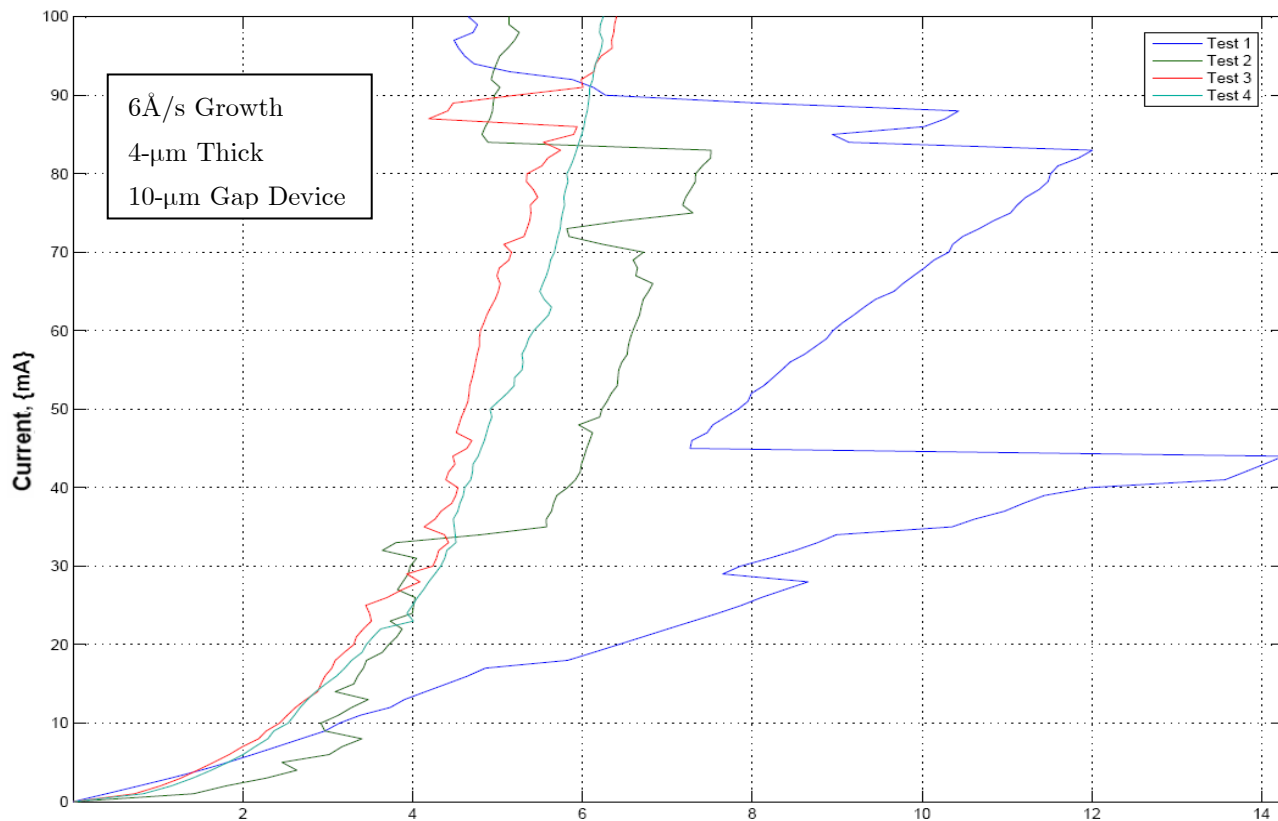 100
90
80
70
60
50
40
30
20
10
0
Current, {mA}
6Å/s Growth
4-μm Thick
10-μm Gap Device
Test 1
Test 2
Test 3
Test 4
2
4
6
8
10
12
14